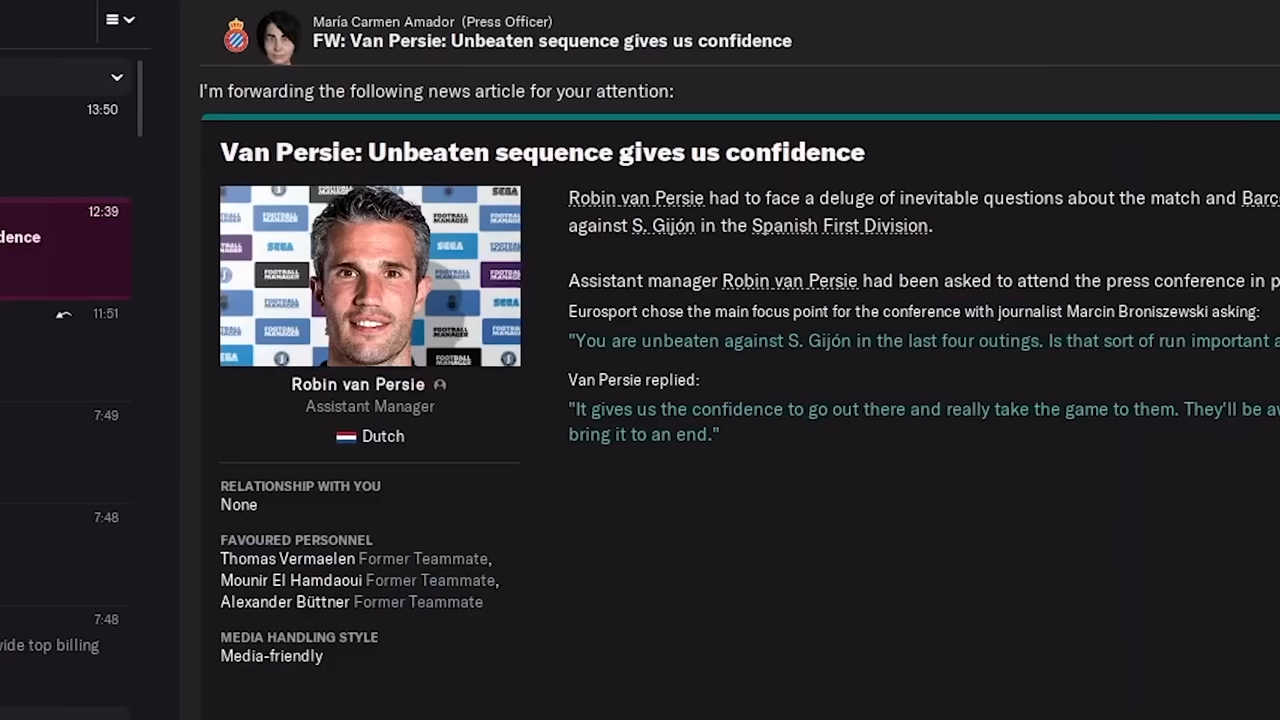 María Carmen Amador (Press Officer)
FW: Van Persie: Unbeaten sequence gives us confidence
13:50
I'm forwarding the following news article for your attention:
Van Persie: Unbeaten sequence gives us confidence
12:39
dence
11:51
7:49
7:48
7:48
vide top billing
FOOTBALL MANAGER
SEGA
Robin van Persie
Assistant Manager
Dutch
RELATIONSHIP WITH YOU
None
FAVOURED PERSONNEL
Thomas Vermaelen Former Teammate,
Mounir El Hamdaoui Former Teammate,
Alexander Büttner Former Teammate
MEDIA HANDLING STYLE
Media-friendly
Robin van Persie had to face a deluge of inevitable questions about the match and Barc
against S. Gijón in the Spanish First Division.
Assistant manager Robin van Persie had been asked to attend the press conference in p
Eurosport chose the main focus point for the conference with journalist Marcin Broniszewski asking:
"You are unbeaten against S. Gijón in the last four outings. Is that sort of run important a
Van Persie replied:
"It gives us the confidence to go out there and really take the game to them. They'll be aw
bring it to an end."